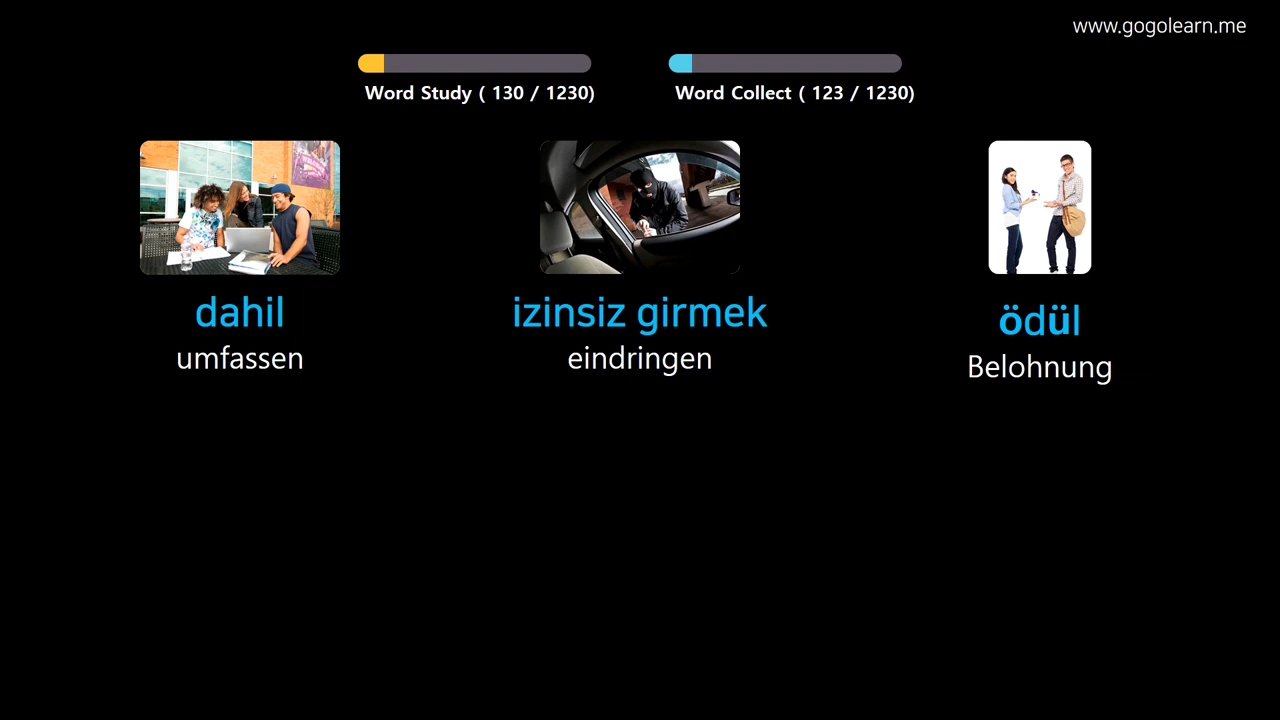 www.gogolearn.me
Word Study ( 130 / 1230)
Word Collect ( 123 / 1230)
dahil
umfassen
izinsiz girmek
eindringen
ödül
Belohnung